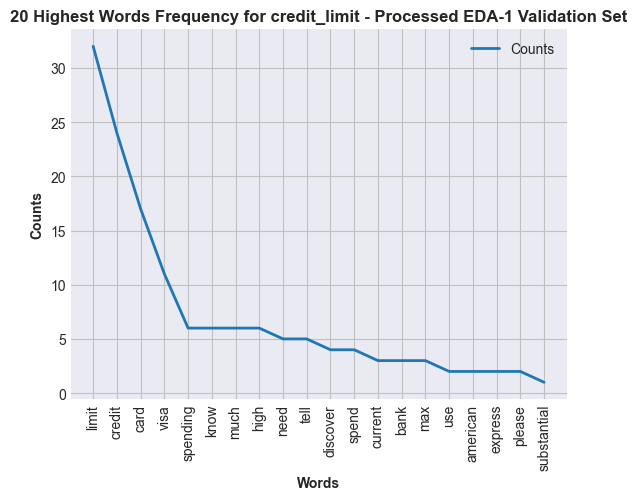 20 Highest Words Frequency for credit_limit - Processed EDA-1 Validation Set
Counts
30
25
20
15
10
5
0
Counts
limit
credit
card
visa
spending
know
much
high
need
tell
discover
spend
current
bank
max
use
american
express
please
substantial
Words